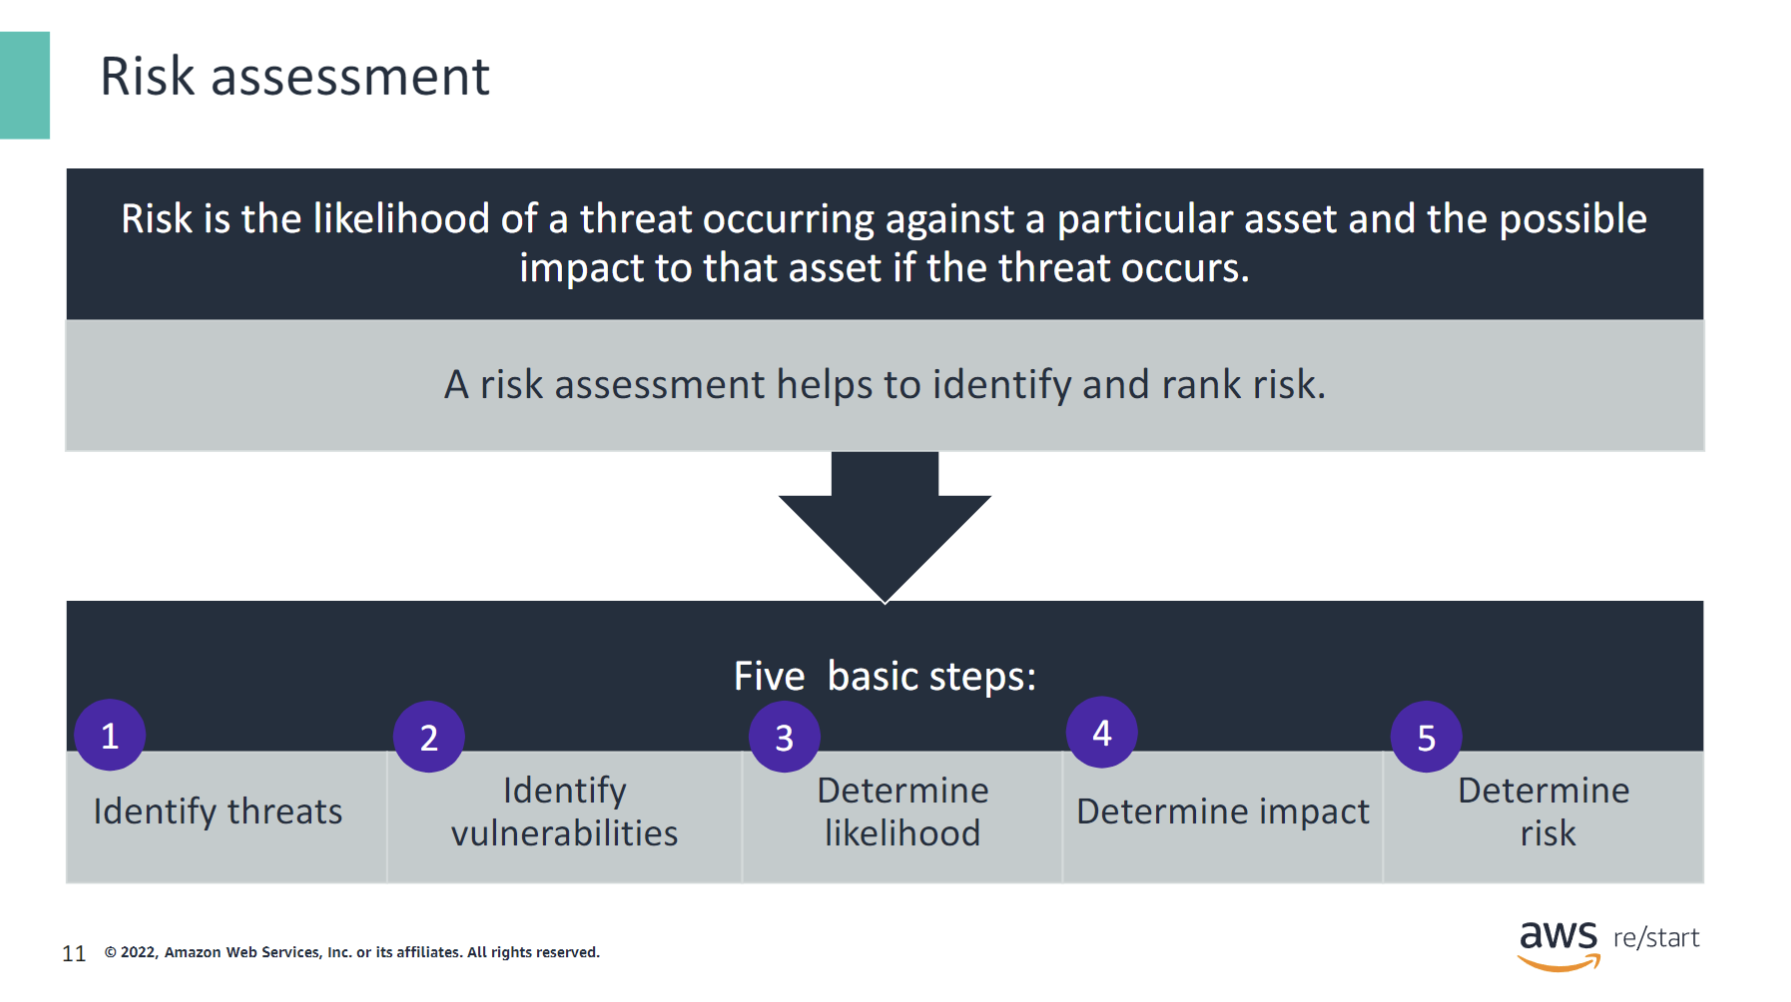 Risk assessment
Risk is the likelihood of a threat occurring against a particular asset and the possible
impact to that asset if the threat occurs.
A risk assessment helps to identify and rank risk.
Five  basic steps:
1
Identify threats
2
Identify
vulnerabilities
3
Determine
likelihood
4
Determine impact
5
Determine
risk
11 © 2022, Amazon Web Services, Inc. or its affiliates. All rights reserved.
aws re/start